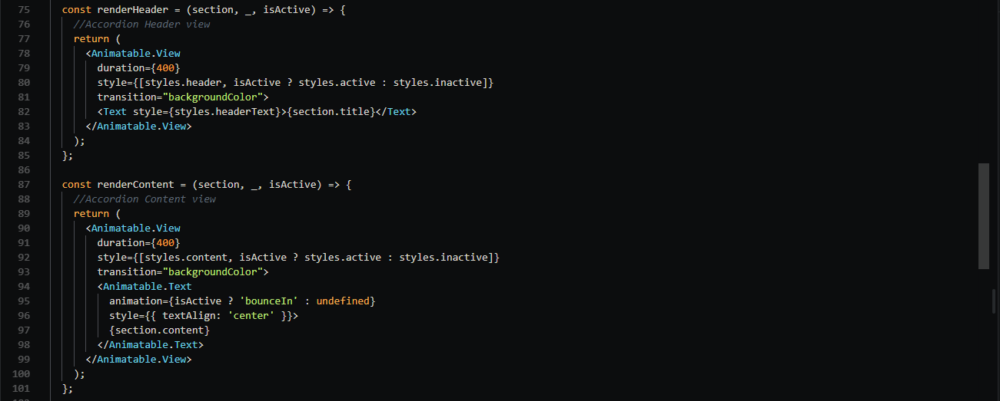 75 const renderHeader = (section, _, isActive) => {
76 //Accordion Header view
77 return (
78 <Animatable.View
79 duration={400}
80 style={[styles.header, isActive ? styles.active : styles.inactive]}
81 transition="backgroundColor">
82 <Text style={styles.headerText}>{section.title}</Text>
83 </Animatable.View>
84 );
85 };
86
87 const renderContent = (section, _, isActive) => {
88 //Accordion Content view
89 return (
90 <Animatable.View
91 duration={400}
92 style={[styles.content, isActive ? styles.active : styles.inactive]}
93 transition="backgroundColor">
94 <Animatable.Text
95 animation={isActive ? 'bounceIn' : undefined}
96 style={{ textAlign: 'center' }}>
97 {section.content}
98 </Animatable.Text>
99 </Animatable.View>
100 );
101 };